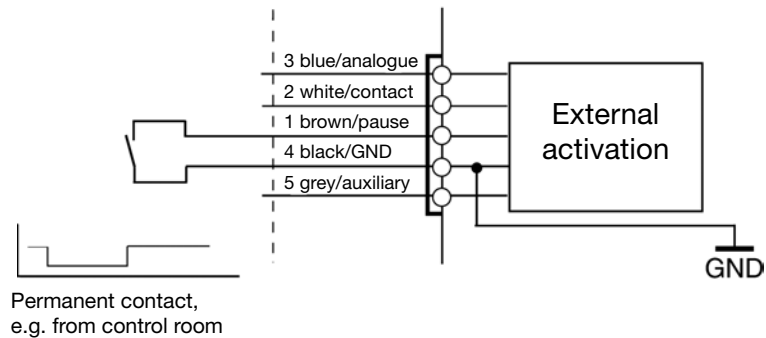 3 blue/analogue
2 white/contact
1 brown/pause
4 black/GND
5 grey/auxiliary
External
activation
GND
Permanent contact,
e.g. from control room